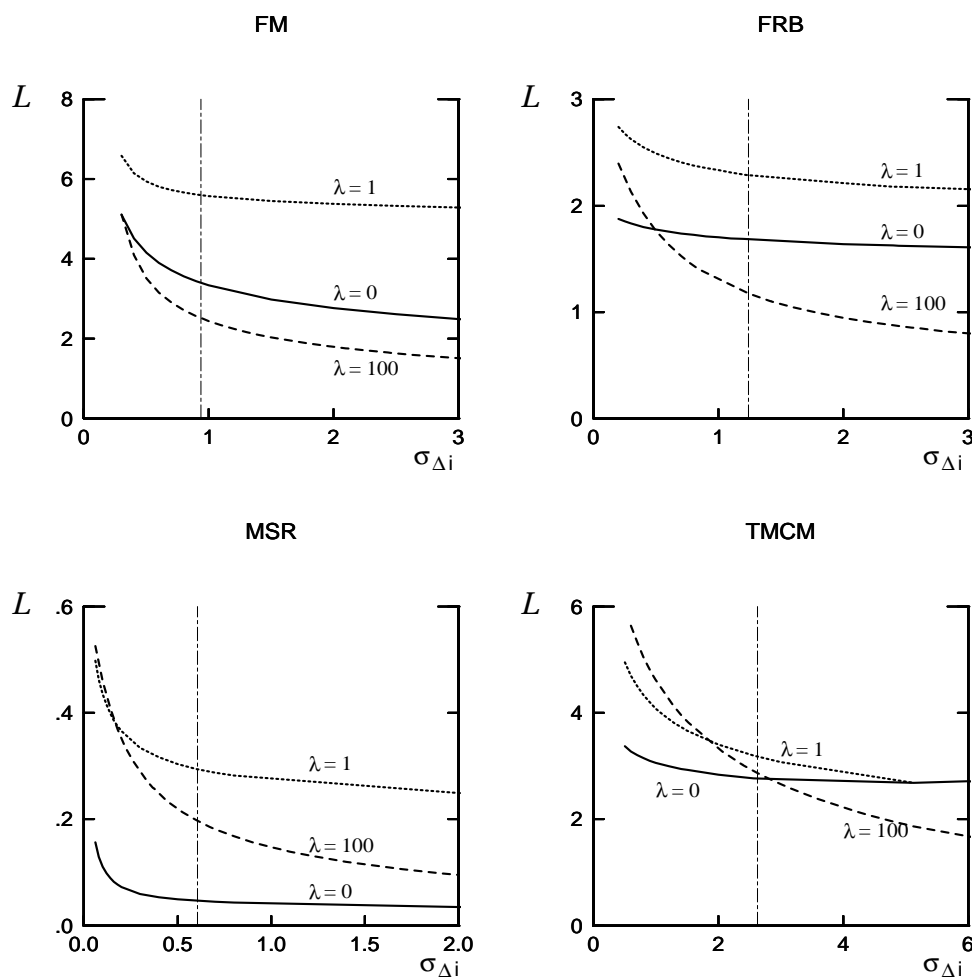 FM
L
8
6
4
2
0
λ = 1
λ = 0
λ = 100
0
1
2
3
σΔi
FRB
L
3
2
1
0
λ = 1
λ = 0
λ = 100
0
1
2
3
σΔi
MSR
L
.6
.4
.2
.0
λ = 1
λ = 100
λ = 0
0.0
0.5
1.0
1.5
2.0
σΔi
TMCM
L
6
4
2
0
λ = 1
λ = 0
λ = 100
0
2
4
6
σΔi